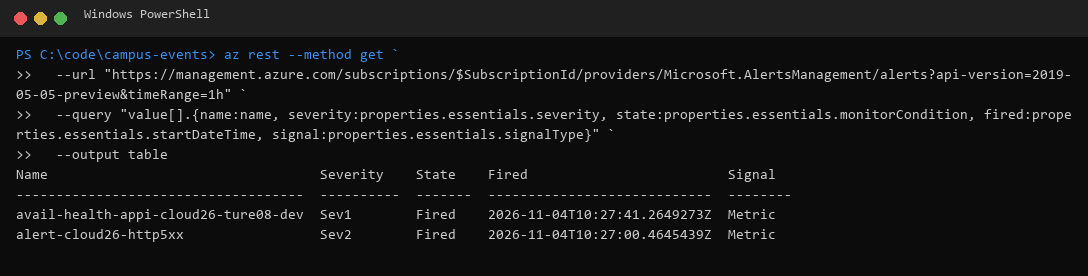 Windows PowerShell
PS C:\code\campus-events> az rest --method get `
>>   --url "https://management.azure.com/subscriptions/$SubscriptionId/providers/Microsoft.AlertsManagement/alerts?api-version=2019-
05-05-preview&timeRange=1h" `
>>   --query "value[].{name:name, severity:properties.essentials.severity, state:properties.essentials.monitorCondition, fired:prope
rties.essentials.startDateTime, signal:properties.essentials.signalType}" `
>>   --output table
Name                                  Severity    State    Fired                         Signal
------------------------------------  ----------  -------  ----------------------------  --------
avail-health-appi-cloud26-ture08-dev  Sev1        Fired    2026-11-04T10:27:41.2649273Z  Metric
alert-cloud26-http5xx                 Sev2        Fired    2026-11-04T10:27:00.4645439Z  Metric